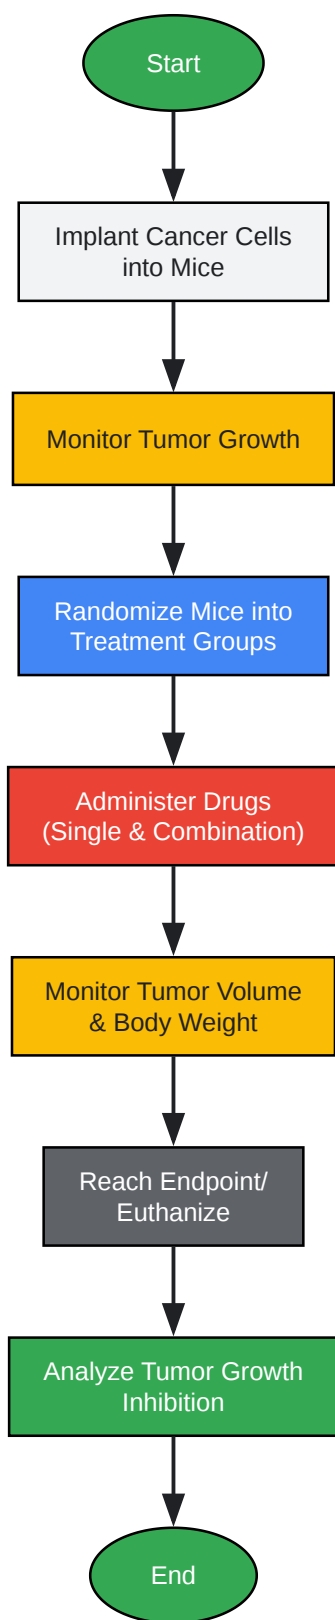 Start
Implant Cancer Cells
into Mice
Monitor Tumor Growth
Randomize Mice into
Treatment Groups
Administer Drugs
(Single & Combination)
Monitor Tumor Volume
& Body Weight
Reach Endpoint/
Euthanize
Analyze Tumor Growth
Inhibition
End